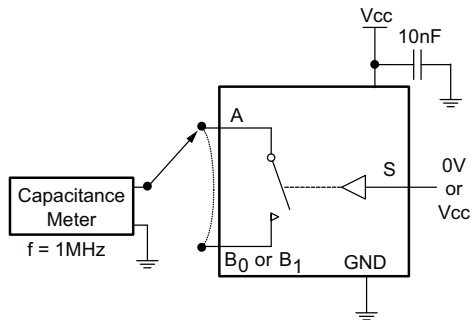 Vcc
10nF
A
S
0V
or
Vcc
Capacitance
Meter
f = 1MHz
B0 or B1
GND